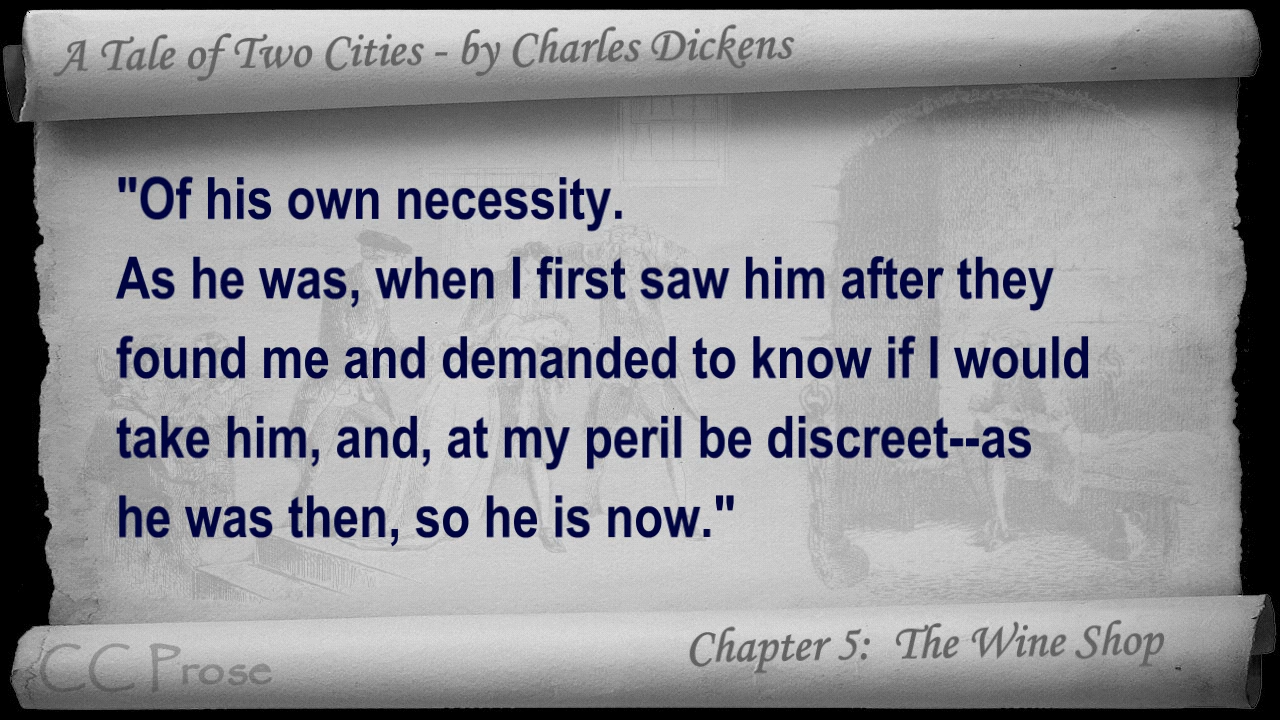 A Tale of Two Cities - by Charles Dickens
"Of his own necessity.
As he was, when I first saw him after they
found me and demanded to know if I would
take him, and, at my peril be discreet--as
he was then, so he is now."
Chapter 5: The Wine Shop
CC Prose